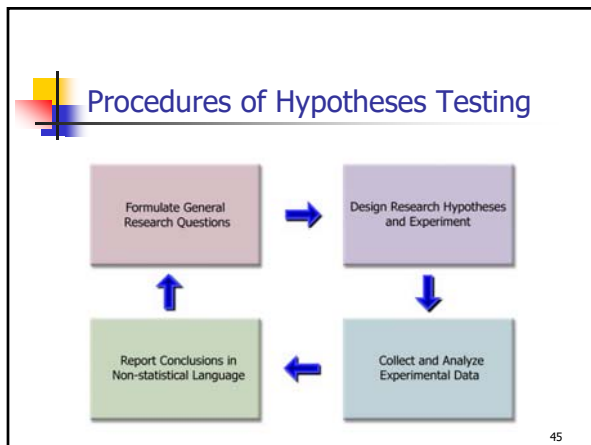 Procedures of Hypotheses Testing
Formulate General
Research Questions
Design Research Hypotheses
and Experiment
Collect and Analyze
Experimental Data
Report Conclusions in
Non-statistical Language
45